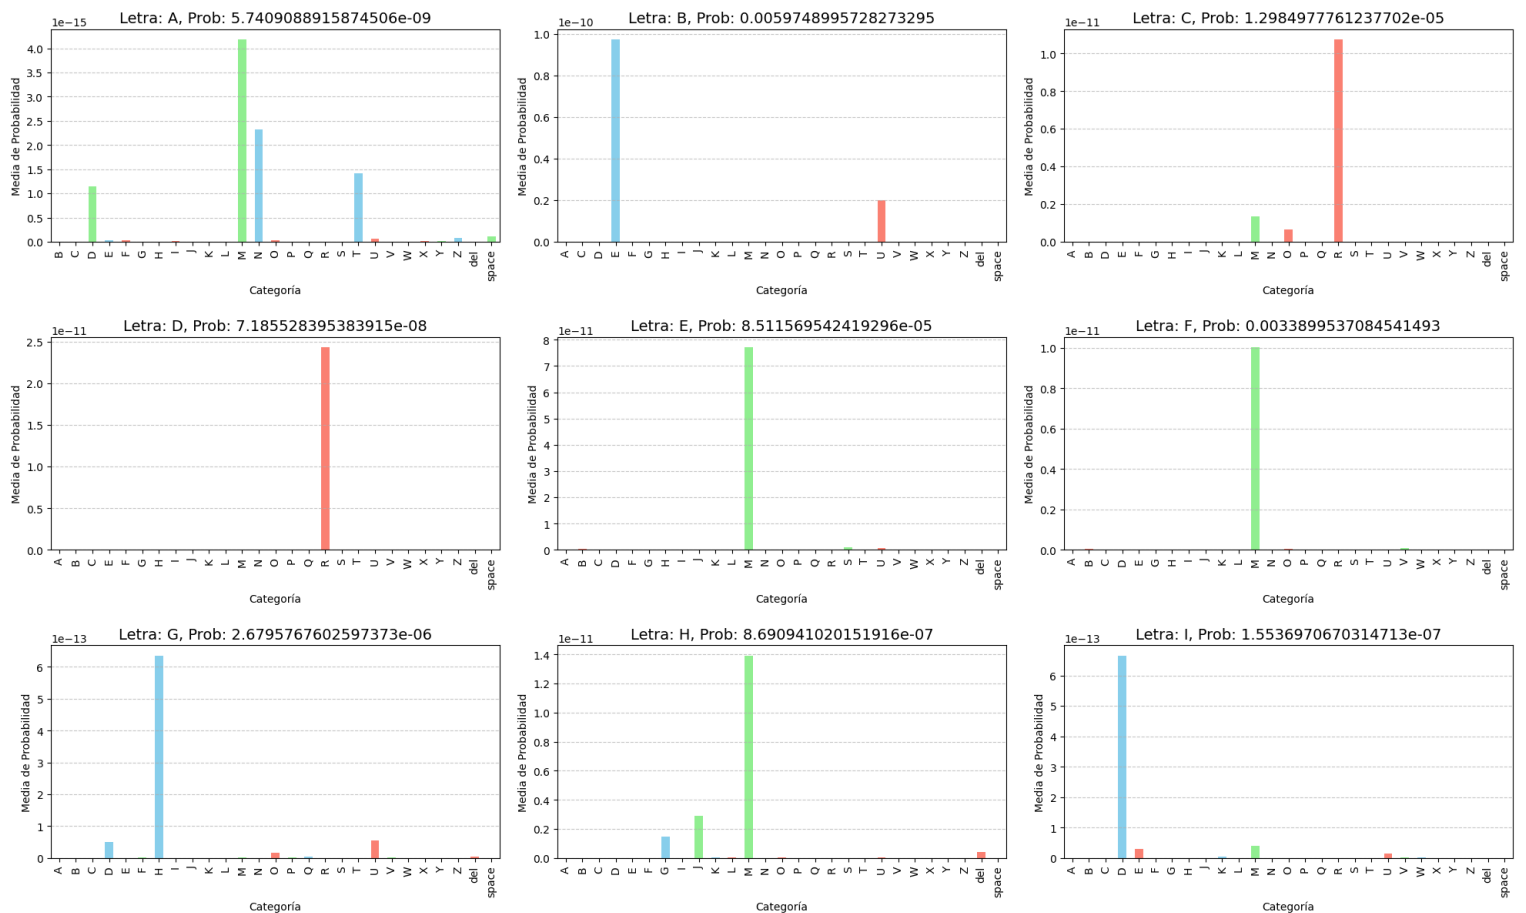 Letra: A, Prob: 5.7409088915874506e-09
1e-15
Media de Probabilidad
4.0
3.5
3.0
2.5
2.0
1.5
1.0
0.5
0.0
B C D E F G H I J K L M N O P Q R S T U V W X Y Z del space
Categoría
Letra: B, Prob: 0.0059748995728273295
1e-10
Media de Probabilidad
1.0
0.8
0.6
0.4
0.2
0.0
A C D E F G H I J K L M N O P Q R S T U V W X Y Z del space
Categoría
Letra: C, Prob: 1.2984977761237702e-05
1e-11
Media de Probabilidad
1.0
0.8
0.6
0.4
0.2
0.0
A B D E F G H I J K L M N O P Q R S T U V W X Y Z del space
Categoría
Letra: D, Prob: 7.185528395383915e-08
1e-11
Media de Probabilidad
2.5
2.0
1.5
1.0
0.5
0.0
A B C E F G H I J K L M N O P Q R S T U V W X Y Z del space
Categoría
Letra: E, Prob: 8.511569542419296e-05
1e-11
Media de Probabilidad
8
7
6
5
4
3
2
1
0
A B C D F G H I J K L M N O P Q R S T U V W X Y Z del space
Categoría
Letra: F, Prob: 0.0033899537084541493
1e-11
Media de Probabilidad
1.0
0.8
0.6
0.4
0.2
0.0
A B C D E G H I J K L M N O P Q R S T U V W X Y Z del space
Categoría
Letra: G, Prob: 2.6795767602597373e-06
1e-13
Media de Probabilidad
6
5
4
3
2
1
0
A B C D E F H I J K L M N O P Q R S T U V W X Y Z del space
Categoría
Letra: H, Prob: 8.690941020151916e-07
1e-11
Media de Probabilidad
1.4
1.2
1.0
0.8
0.6
0.4
0.2
0.0
A B C D E F G I J K L M N O P Q R S T U V W X Y Z del space
Categoría
Letra: I, Prob: 1.5536970670314713e-07
1e-13
Media de Probabilidad
6
5
4
3
2
1
0
A B C D E F G H J K L M N O P Q R S T U V W X Y Z del space
Categoría